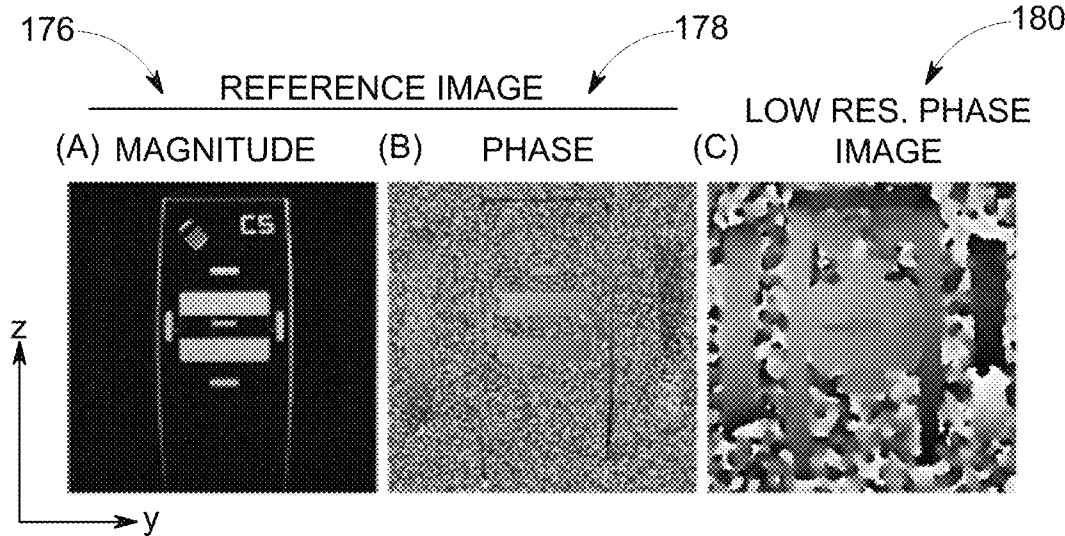 176
178
180
REFERENCE IMAGE
LOW RES. PHASE
IMAGE
(A) MAGNITUDE
(B) PHASE
(C)
CS
z
y